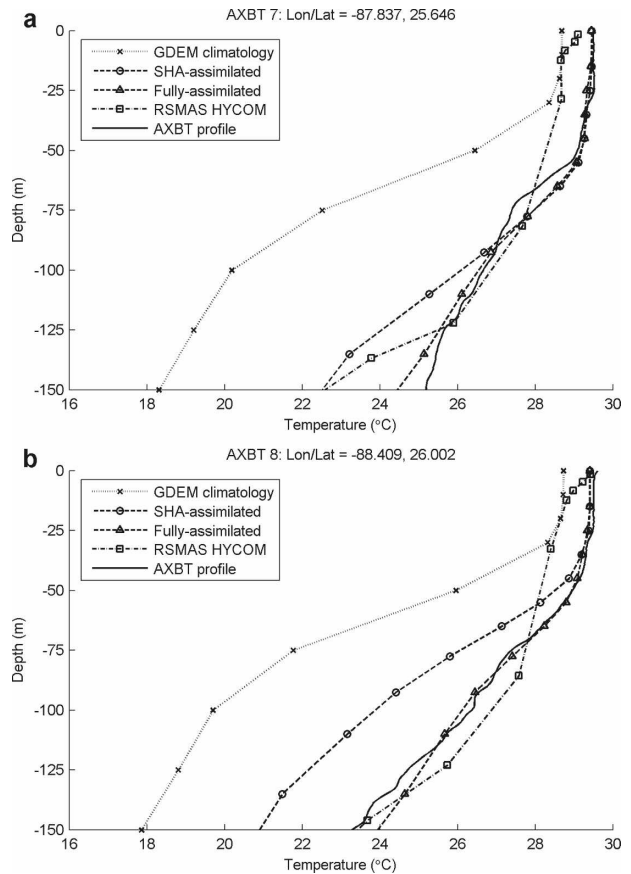 a
AXBT 7: Lon/Lat = -87.837, 25.646
GDEM climatology
SHA-assimilated
Fully-assimilated
RSMAS HYCOM
AXBT profile
Depth (m)
0
-25
-50
-75
-100
-125
-150
16 18 20 22 24 26 28 30
Temperature (°C)
b
AXBT 8: Lon/Lat = -88.409, 26.002
GDEM climatology
SHA-assimilated
Fully-assimilated
RSMAS HYCOM
AXBT profile
Depth (m)
0
-25
-50
-75
-100
-125
-150
16 18 20 22 24 26 28 30
Temperature (°C)